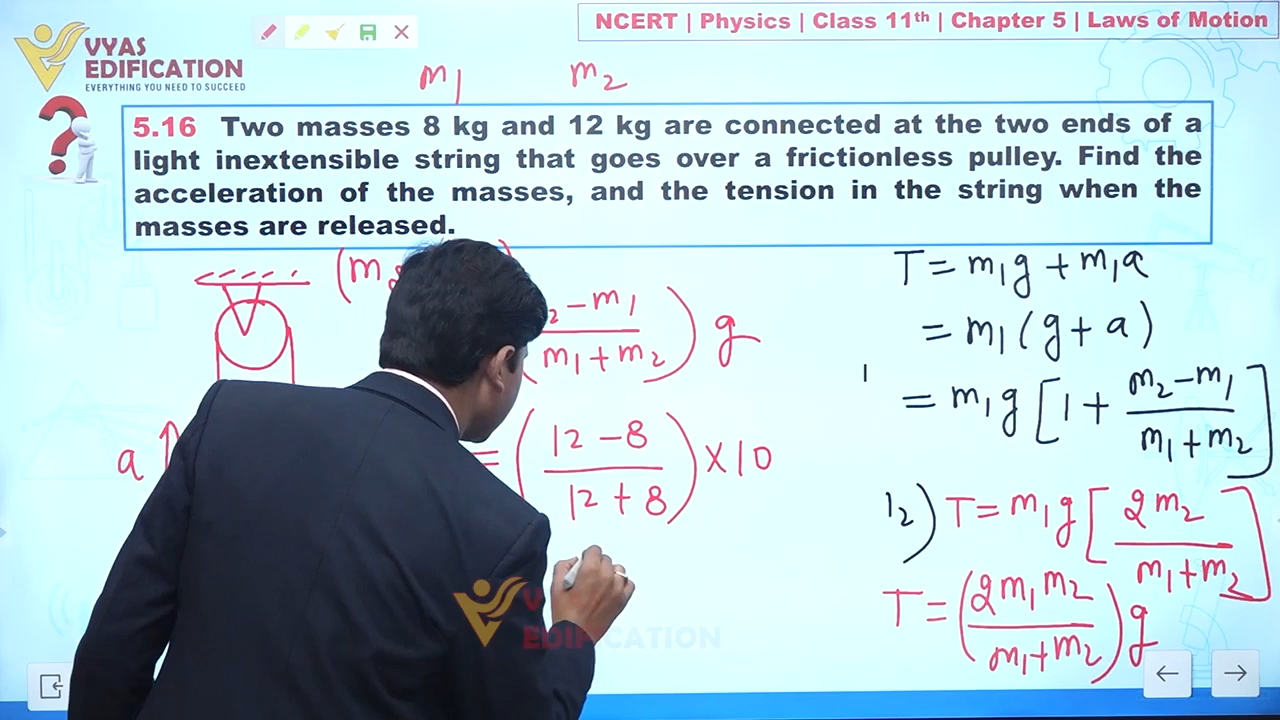 NCERT | Physics | Class 11th | Chapter 5 | Laws of Motion
VYAS
EDIFICATION
EVERYTHING YOU NEED TO SUCCEED
m₁ m₂
5.16 Two masses 8 kg and 12 kg are connected at the two ends of a
light inextensible string that goes over a frictionless pulley. Find the
acceleration of the masses, and the tension in the string when the
masses are released.
(m
₂ - m₁
m₁ + m₂ ) g
a
= (12 - 8
12 + 8) × 10
T = m₁g + m₁a
= m₁(g + a)
= m₁g [1 + m₂ - m₁
m₁ + m₂]
T = m₁g [2m₂
m₁ + m₂]
T = (2m₁m₂
m₁ + m₂) g
EDIFICATION